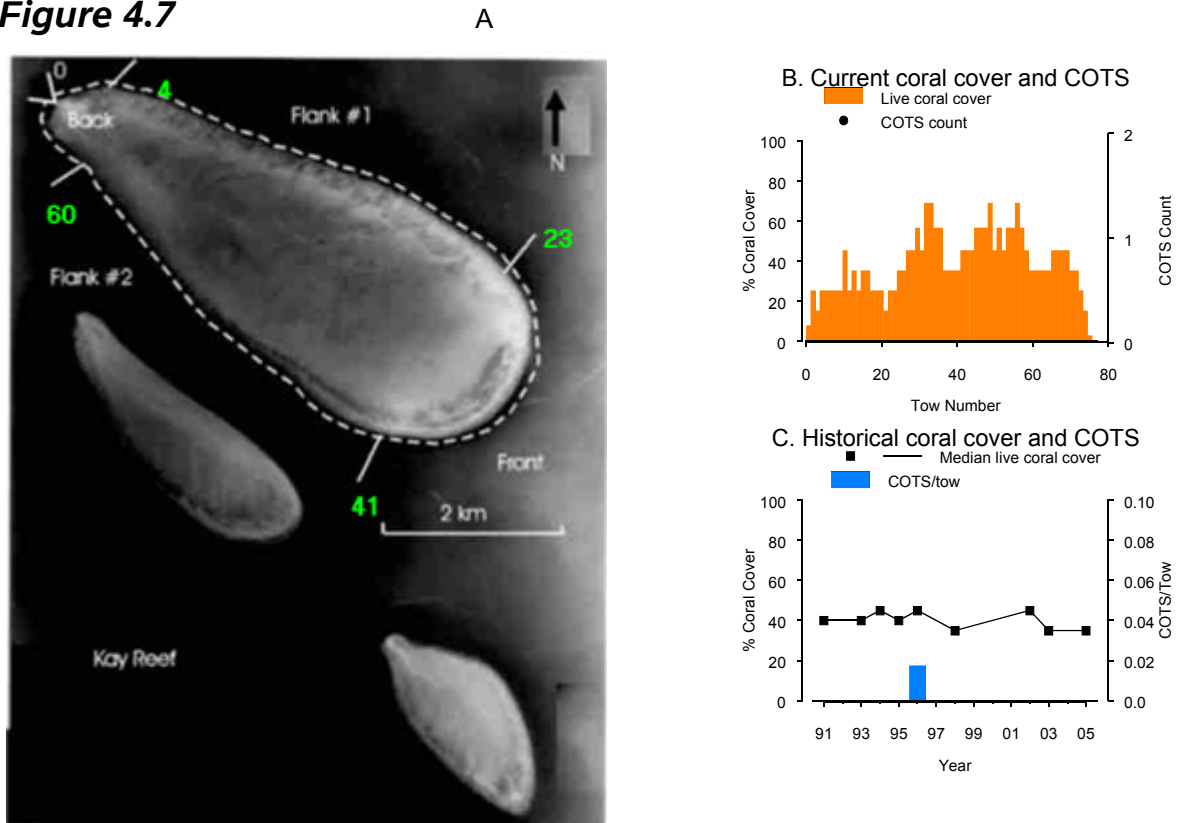 Figure 4.7
A
0
4
Flank #1
Back
N
60
23
Flank #2
Front
41
2 km
Kay Reef
B. Current coral cover and COTS
Live coral cover
COTS count
100
80
60
40
20
0
% Coral Cover
2
1
0
COTS Count
0 20 40 60 80
Tow Number
C. Historical coral cover and COTS
Median live coral cover
COTS/tow
100
80
60
40
20
0
% Coral Cover
0.10
0.08
0.06
0.04
0.02
0.0
COTS/Tow
91 93 95 97 99 01 03 05
Year